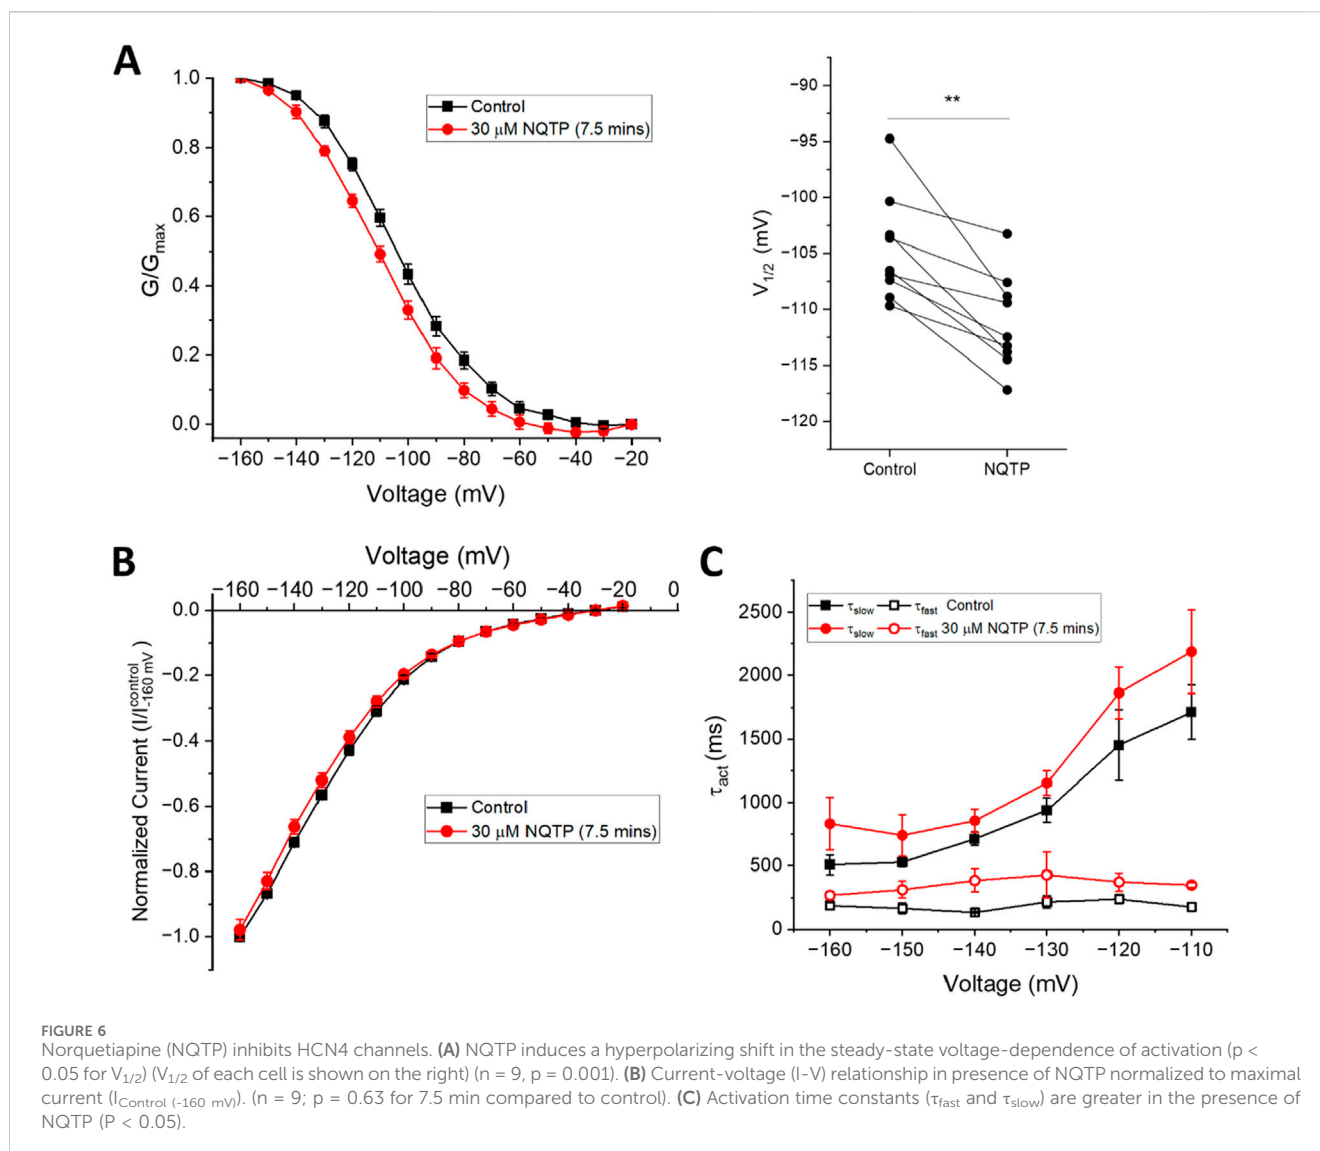 A
1.0
0.8
0.6
0.4
0.2
0.0
G/Gmax
−160 −140 −120 −100 −80 −60 −40 −20
Voltage (mV)
Control
30 μM NQTP (7.5 mins)
−90
−95
−100
−105
−110
−115
−120
V1/2 (mV)
**
Control NQTP
B
Voltage (mV)
−160 −140 −120 −100 −80 −60 −40 −20 0
0.0
−0.2
−0.4
−0.6
−0.8
−1.0
Normalized Current (I/I control -160 mV)
Control
30 μM NQTP (7.5 mins)
C
2500
2000
1500
1000
500
0
τact (ms)
τslow τfast Control
τslow τfast 30 μM NQTP (7.5 mins)
−160 −150 −140 −130 −120 −110
Voltage (mV)
FIGURE 6
Norquetiapine (NQTP) inhibits HCN4 channels. (A) NQTP induces a hyperpolarizing shift in the steady-state voltage-dependence of activation (p <
0.05 for V1/2) (V1/2 of each cell is shown on the right) (n = 9, p = 0.001). (B) Current-voltage (I-V) relationship in presence of NQTP normalized to maximal
current (IControl (-160 mV). (n = 9; p = 0.63 for 7.5 min compared to control). (C) Activation time constants (τfast and τslow) are greater in the presence of
NQTP (P < 0.05).